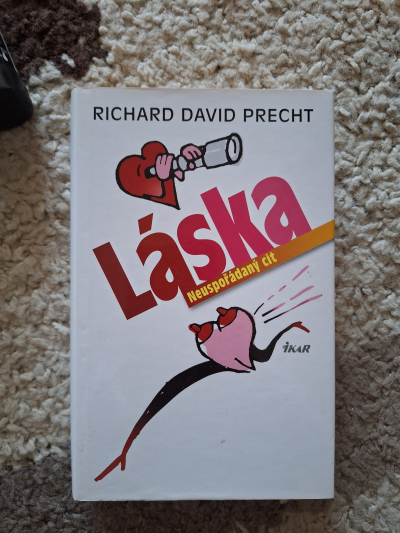 RICHARD DAVID PRECHT
Láska
Neuspořádaný cit
IKAR